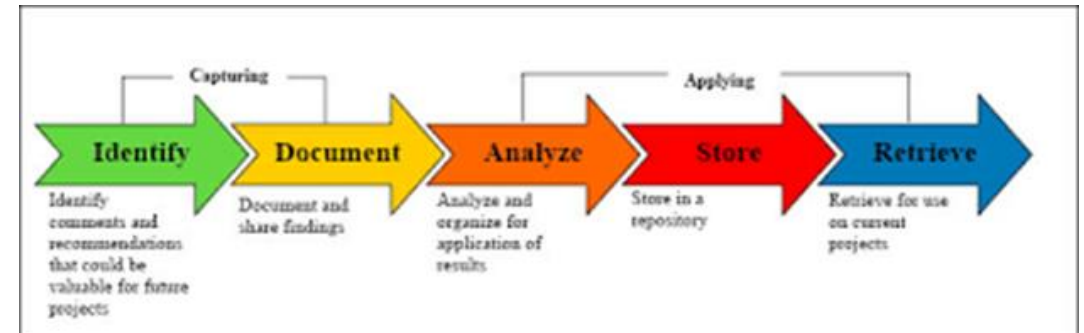 Capturing
Applying
Identify
Document
Analyze
Store
Retrieve
Identify
comments and
recommendations
that could be
valuable for future
projects
Document and
share findings
Analyze and
organize for
application of
results
Store in a
repository
Retrieve for use
on current
projects